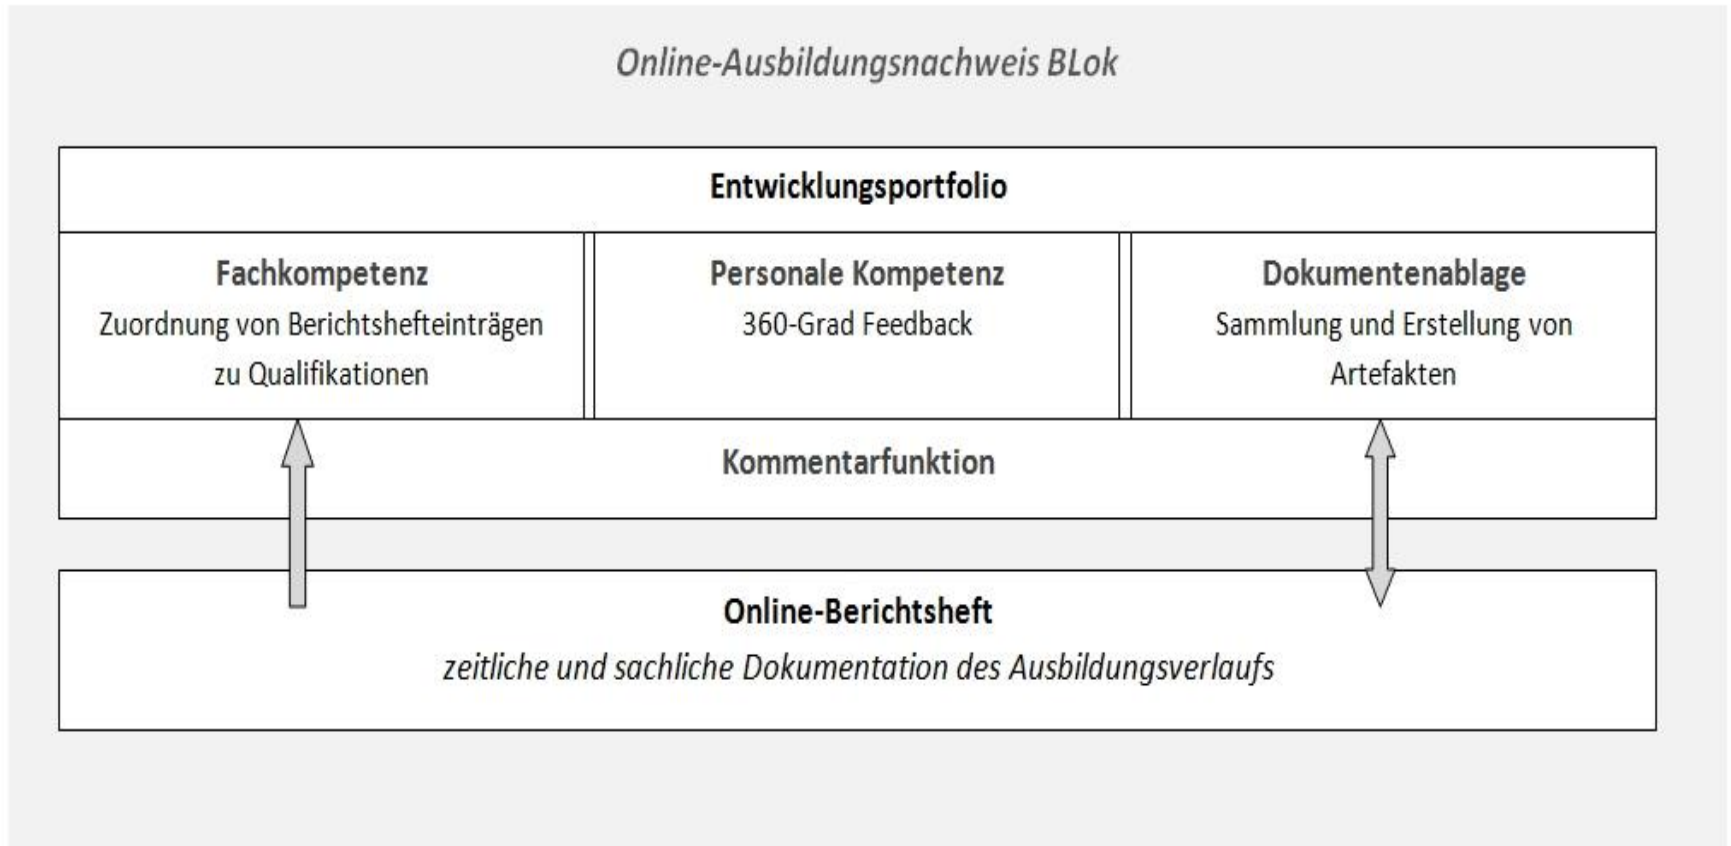 Online-Ausbildungsnachweis BLok
Entwicklungsportfolio
Fachkompetenz
Zuordnung von Berichtshefteinträgen
zu Qualifikationen
Personale Kompetenz
360-Grad Feedback
Dokumentenablage
Sammlung und Erstellung von
Artefakten
Kommentarfunktion
Online-Berichtsheft
zeitliche und sachliche Dokumentation des Ausbildungsverlaufs